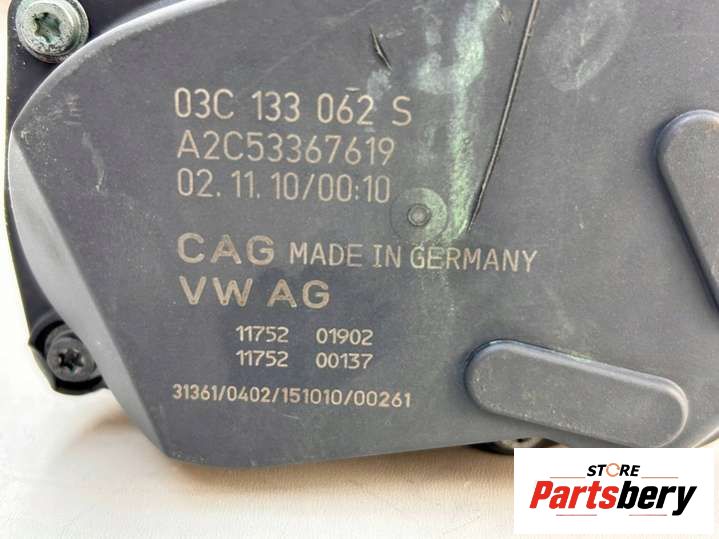 03C 133 062 S
A2C53367619
02.11.10/00:10
CAG MADE IN GERMANY
VW AG
11752 01902
11752 00137
31361/0402/151010/00261
STORE
Partsbery